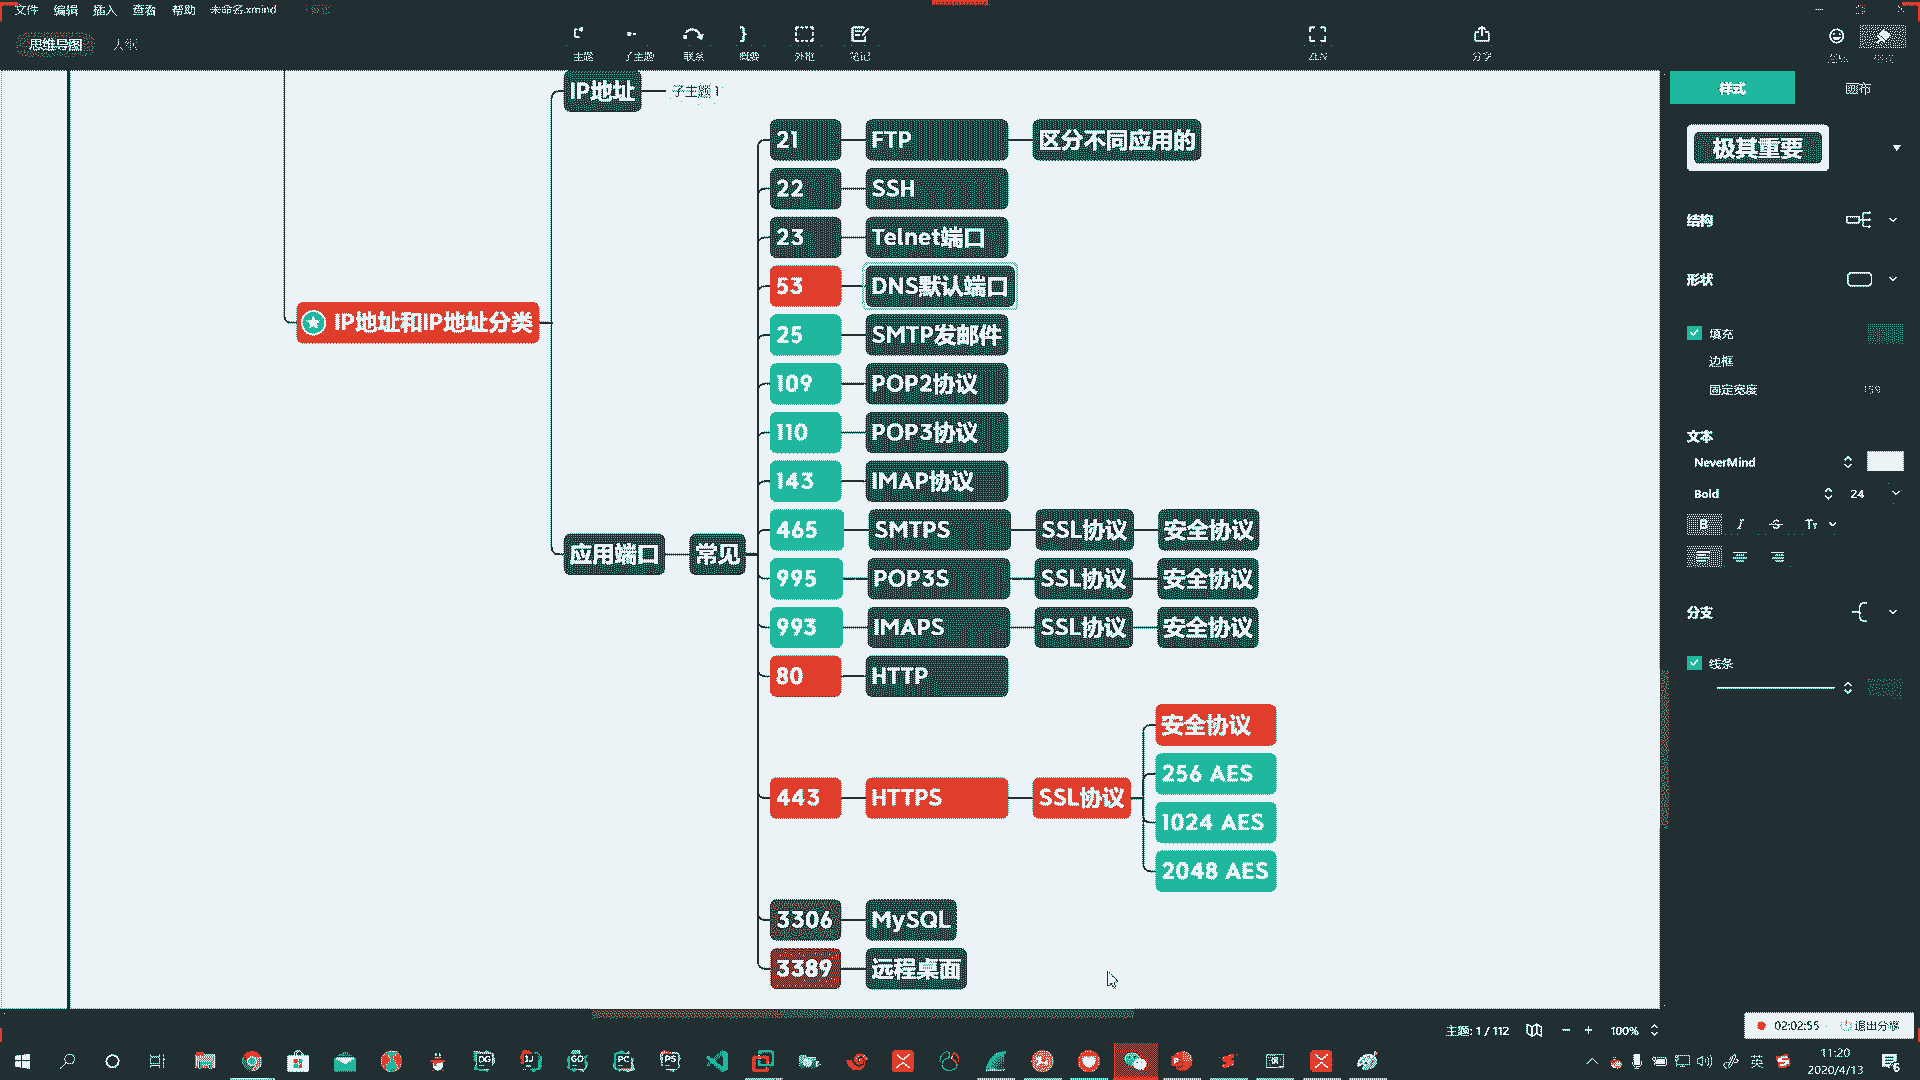 文件 编辑 插入 查看 帮助 未命名.xmind
思维导图 大纲
主题 子主题 联系 概要 外框 笔记 ZEN 分享
样式 画布
极其重要
结构
形状
填充
边框
固定宽度 159
文本
NeverMind
Bold 24
B I S Tт
分支
线条
IP地址和IP地址分类
IP地址 子主题 1
应用端口 常见
21 FTP 区分不同应用的
22 SSH
23 Telnet端口
53 DNS默认端口
25 SMTP发邮件
109 POP2协议
110 POP3协议
143 IMAP协议
465 SMTPS SSL协议 安全协议
995 POP3S SSL协议 安全协议
993 IMAPS SSL协议 安全协议
80 HTTP
443 HTTPS SSL协议
安全协议
256 AES
1024 AES
2048 AES
3306 MySQL
3389 远程桌面
主题: 1 / 112 100%
02:02:55 退出分享
DG IJ GO PC PS
英
11:20
2020/4/13